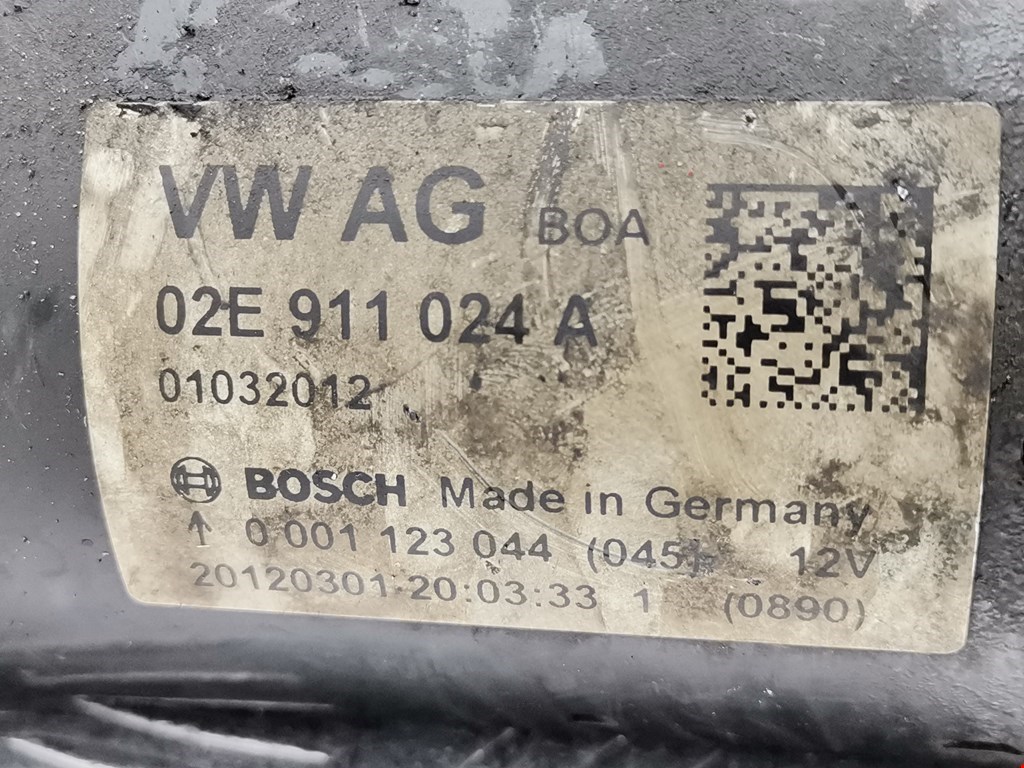 VW AG BOA
02E 911 024 A
01032012
BOSCH Made in Germany
↑ 0 001 123 044 (045) 12V
20120301·20:03:33 1 (0890)